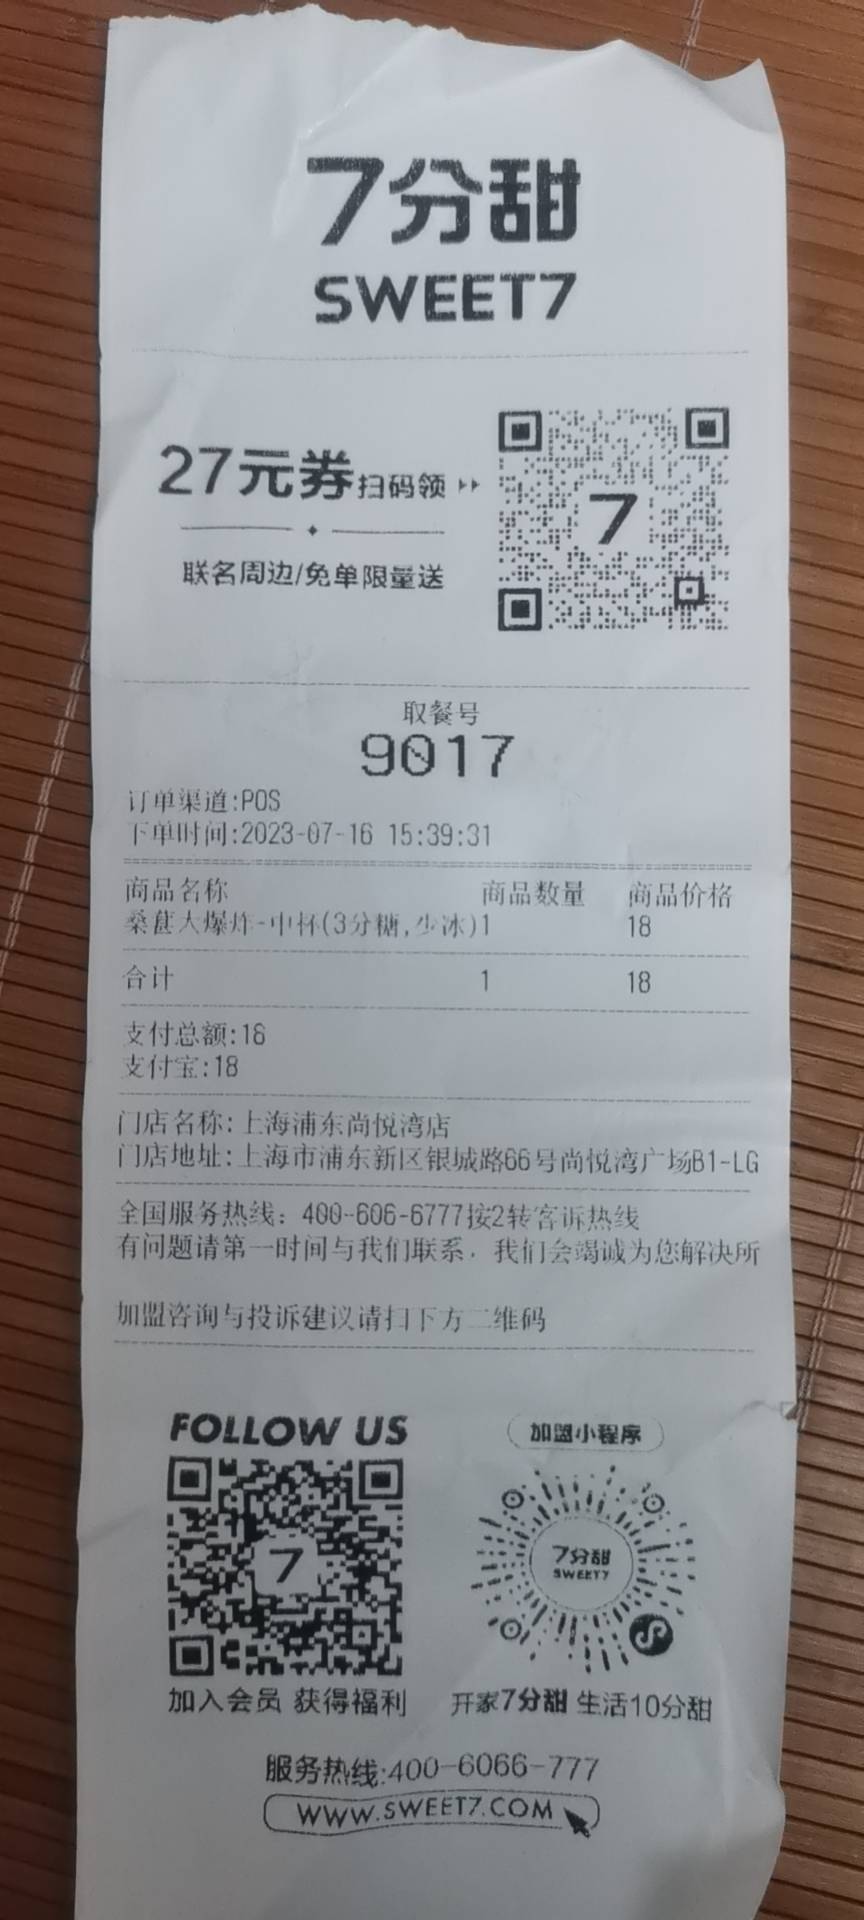 7分甜
SWEET7
27元券扫码领
联名周边/免单限量送
7
取餐号
9017
订单渠道:POS
下单时间:2023-07-16 15:39:31
商品名称 商品数量 商品价格
桑葚大爆炸-中杯(3分糖,少冰)1 18
合计 1 18
支付总额:18
支付宝:18
门店名称:上海浦东尚悦湾店
门店地址:上海市浦东新区银城路66号尚悦湾广场B1-LG
全国服务热线: 400-606-6777按2转客诉热线
有问题请第一时间与我们联系，我们会竭诚为您解决所
加盟咨询与投诉建议请扫下方二维码
FOLLOW US 加盟小程序
7 7分甜
SWEET7
加入会员 获得福利 开家7分甜 生活10分甜
服务热线:400-6066-777
WWW.SWEET7.COM